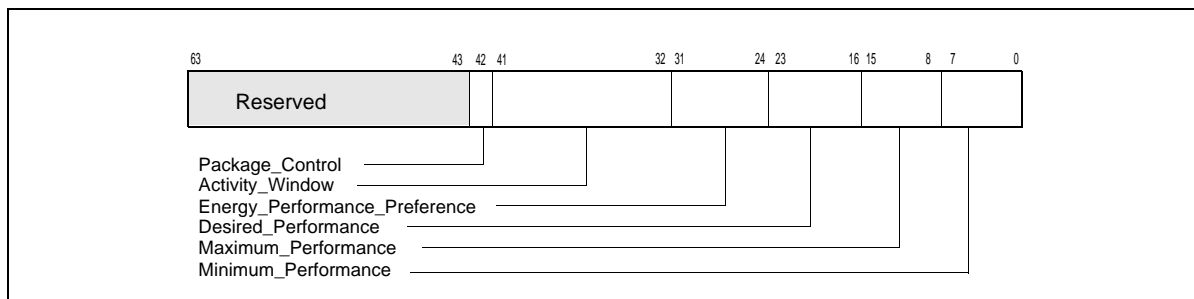 63 43 42 41 32 31 24 23 16 15 8 7 0
Reserved
Package_Control
Activity_Window
Energy_Performance_Preference
Desired_Performance
Maximum_Performance
Minimum_Performance